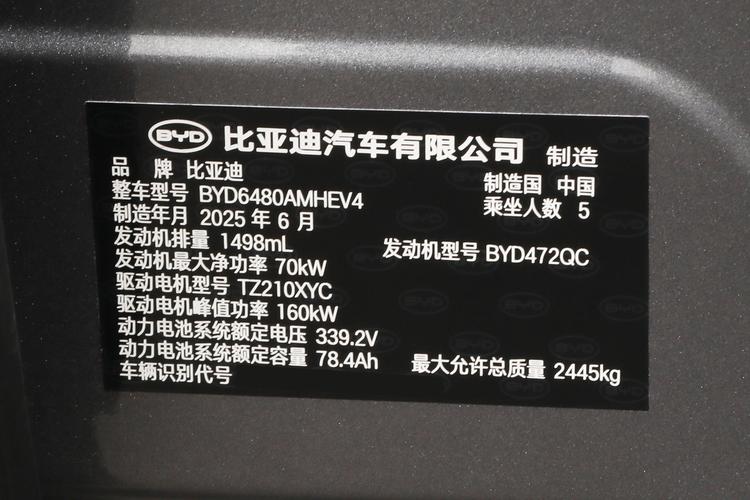 BYD 比亚迪汽车有限公司 制造
品 牌 比亚迪 制造国 中国
整车型号 BYD6480AMHEV4 乘坐人数 5
制造年月 2025 年 6 月
发动机排量 1498mL 发动机型号 BYD472QC
发动机最大净功率 70kW
驱动电机型号 TZ210XYC
驱动电机峰值功率 160kW
动力电池系统额定电压 339.2V
动力电池系统额定容量 78.4Ah 最大允许总质量 2445kg
车辆识别代号